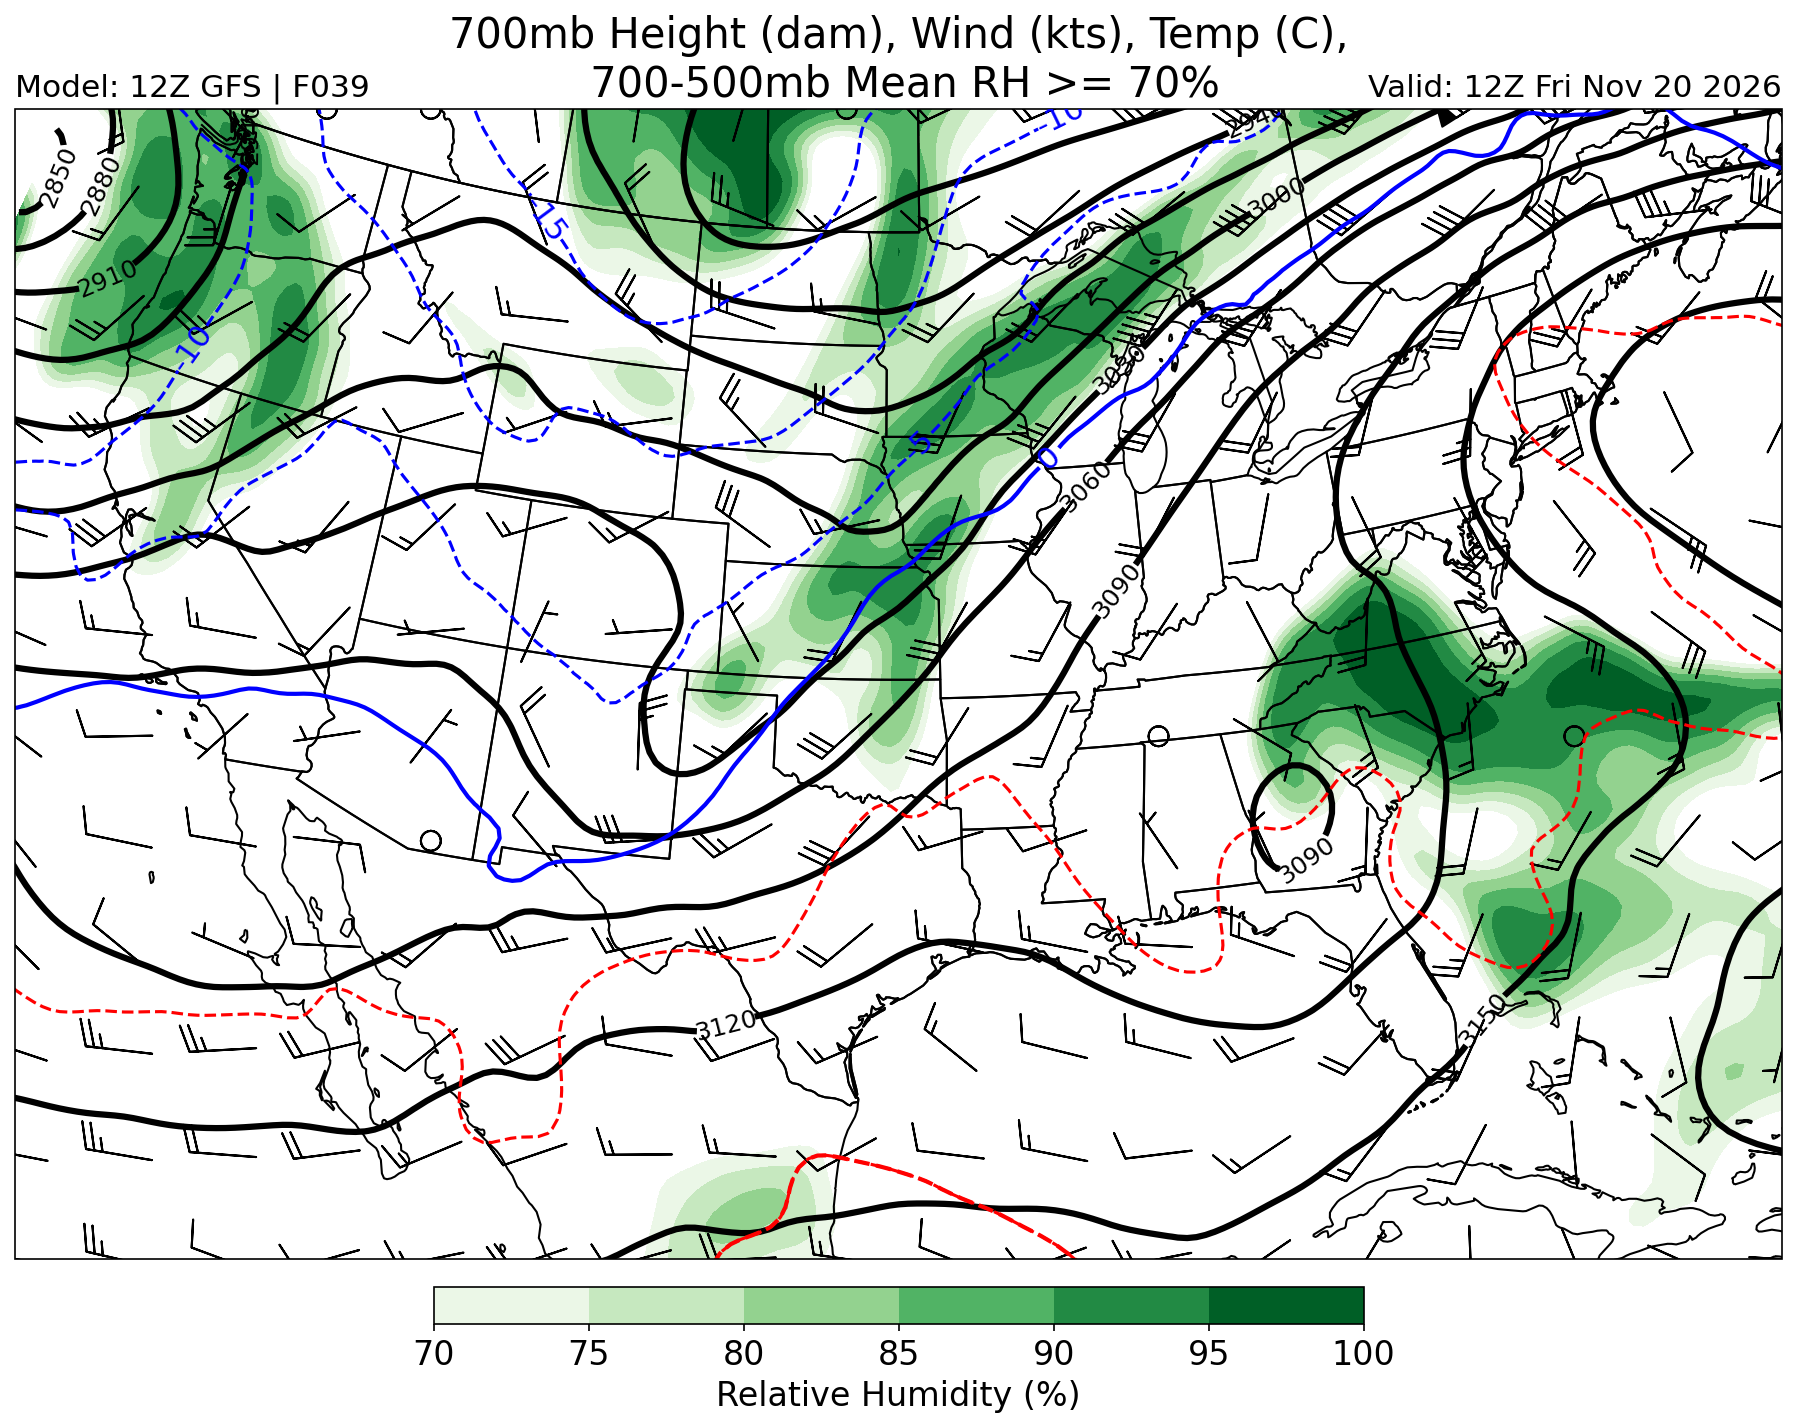 700mb Height (dam), Wind (kts), Temp (C),
700-500mb Mean RH >= 70%
Model: 12Z GFS | F039
Valid: 12Z Fri Nov 20 2026
2850
2880
2910
-10
-15
-10
2940
3000
-5
0
3030
3060
3090
3090
3120
3150
70 75 80 85 90 95 100
Relative Humidity (%)